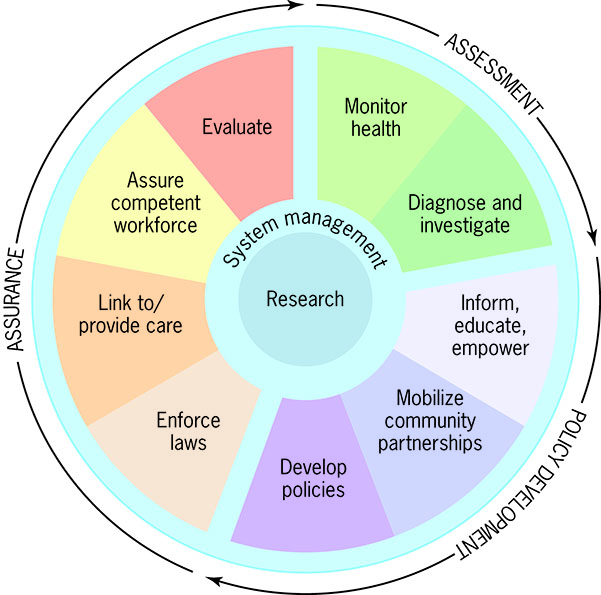 ASSESSMENT
Monitor
health
Diagnose and
investigate
POLICY DEVELOPMENT
Inform,
educate,
empower
Mobilize
community
partnerships
Develop
policies
ASSURANCE
Enforce
laws
Link to/
provide care
Assure
competent
workforce
Evaluate
System management
Research